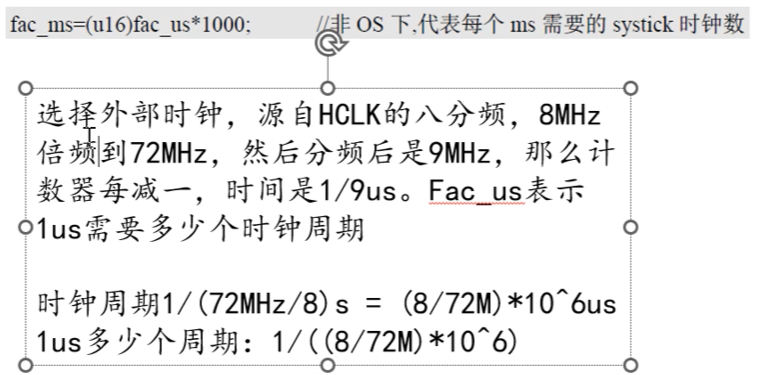 fac_ms=(u16)fac_us*1000; //非 OS 下,代表每个 ms 需要的 systick 时钟数
选择外部时钟，源自HCLK的八分频，8MHz
倍频到72MHz，然后分频后是9MHz，那么计
数器每减一，时间是1/9us。Fac_us表示
1us需要多少个时钟周期
时钟周期1/(72MHz/8)s = (8/72M)*10^6us
1us多少个周期：1/((8/72M)*10^6)